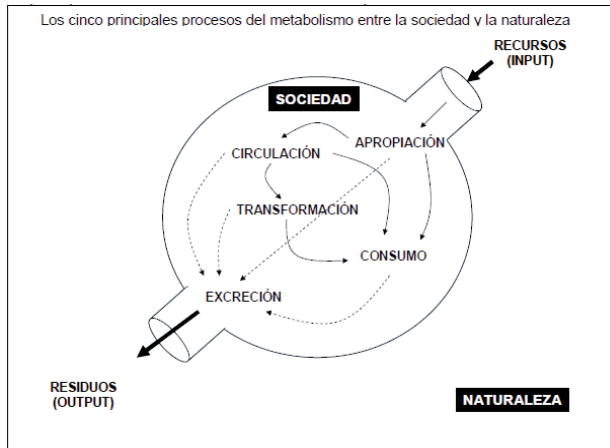 Los cinco principales procesos del metabolismo entre la sociedad y la naturaleza
RECURSOS
(INPUT)
SOCIEDAD
APROPIACIÓN
CIRCULACIÓN
TRANSFORMACIÓN
CONSUMO
EXCRECIÓN
RESIDUOS
(OUTPUT)
NATURALEZA